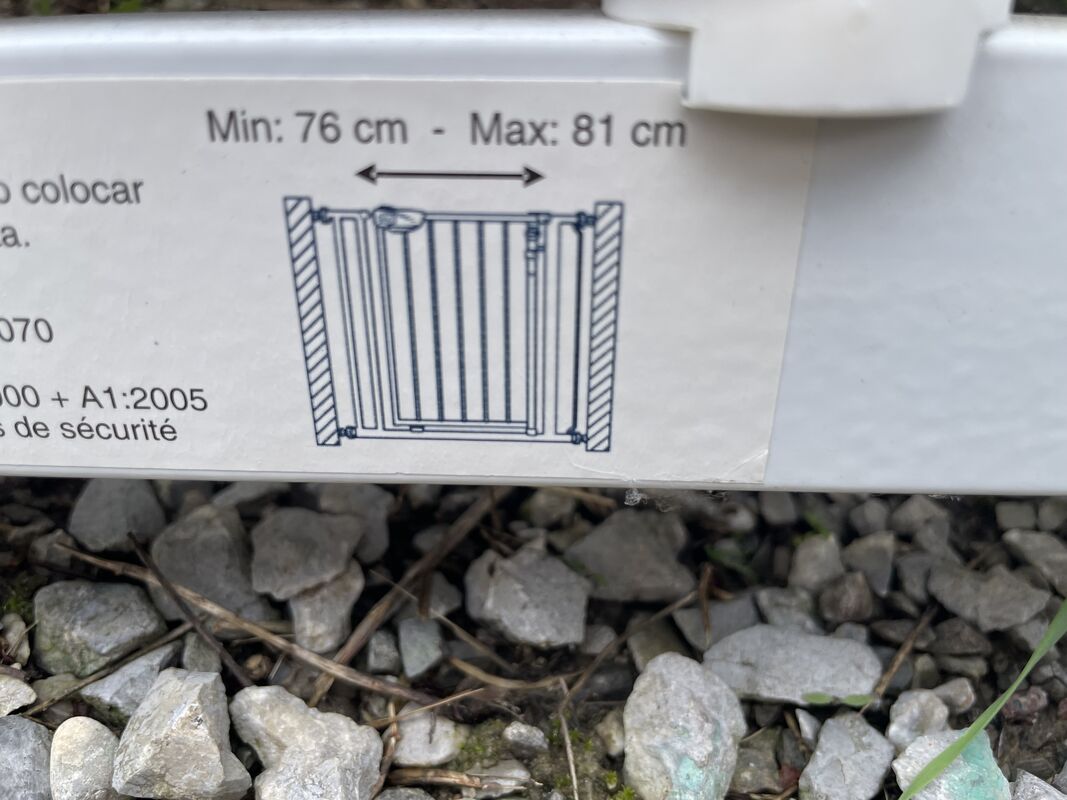 Min: 76 cm - Max: 81 cm
colocar
a.
070
00 + A1:2005
s de sécurité